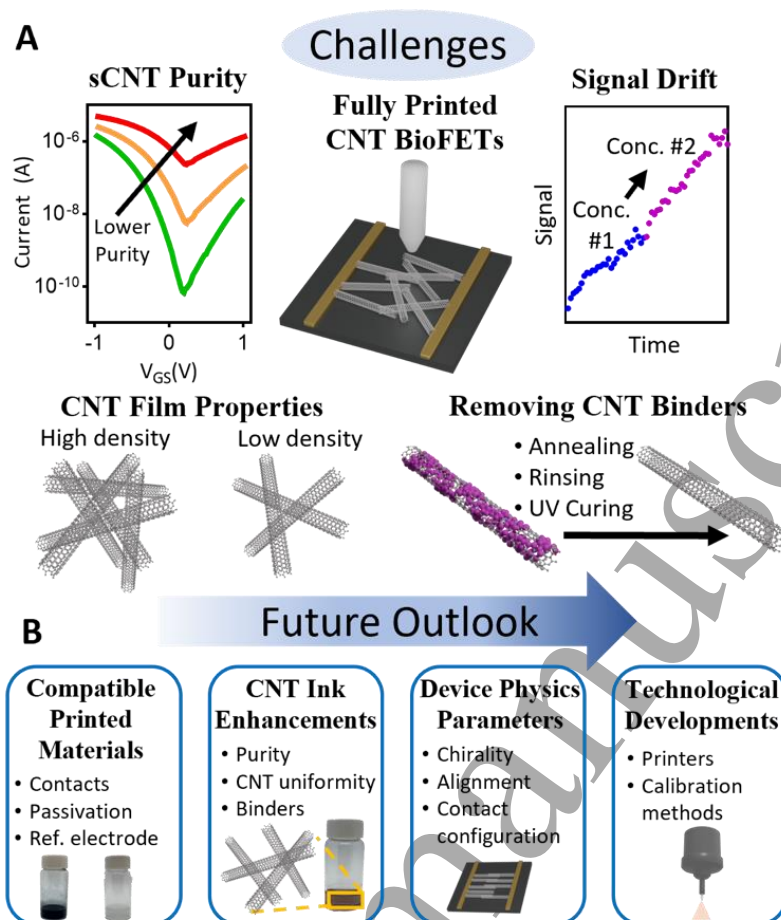 A
Challenges
sCNT Purity
Current (A)
10⁻⁶
10⁻⁸
10⁻¹⁰
Lower
Purity
-1
0
1
V_GS(V)
Fully Printed
CNT BioFETs
Signal Drift
Signal
Conc. #2
Conc.
#1
Time
CNT Film Properties
High density
Low density
Removing CNT Binders
• Annealing
• Rinsing
• UV Curing
B
Future Outlook
Compatible
Printed
Materials
• Contacts
• Passivation
• Ref. electrode
CNT Ink
Enhancements
• Purity
• CNT uniformity
• Binders
Device Physics
Parameters
• Chirality
• Alignment
• Contact
configuration
Technological
Developments
• Printers
• Calibration
methods
manusc